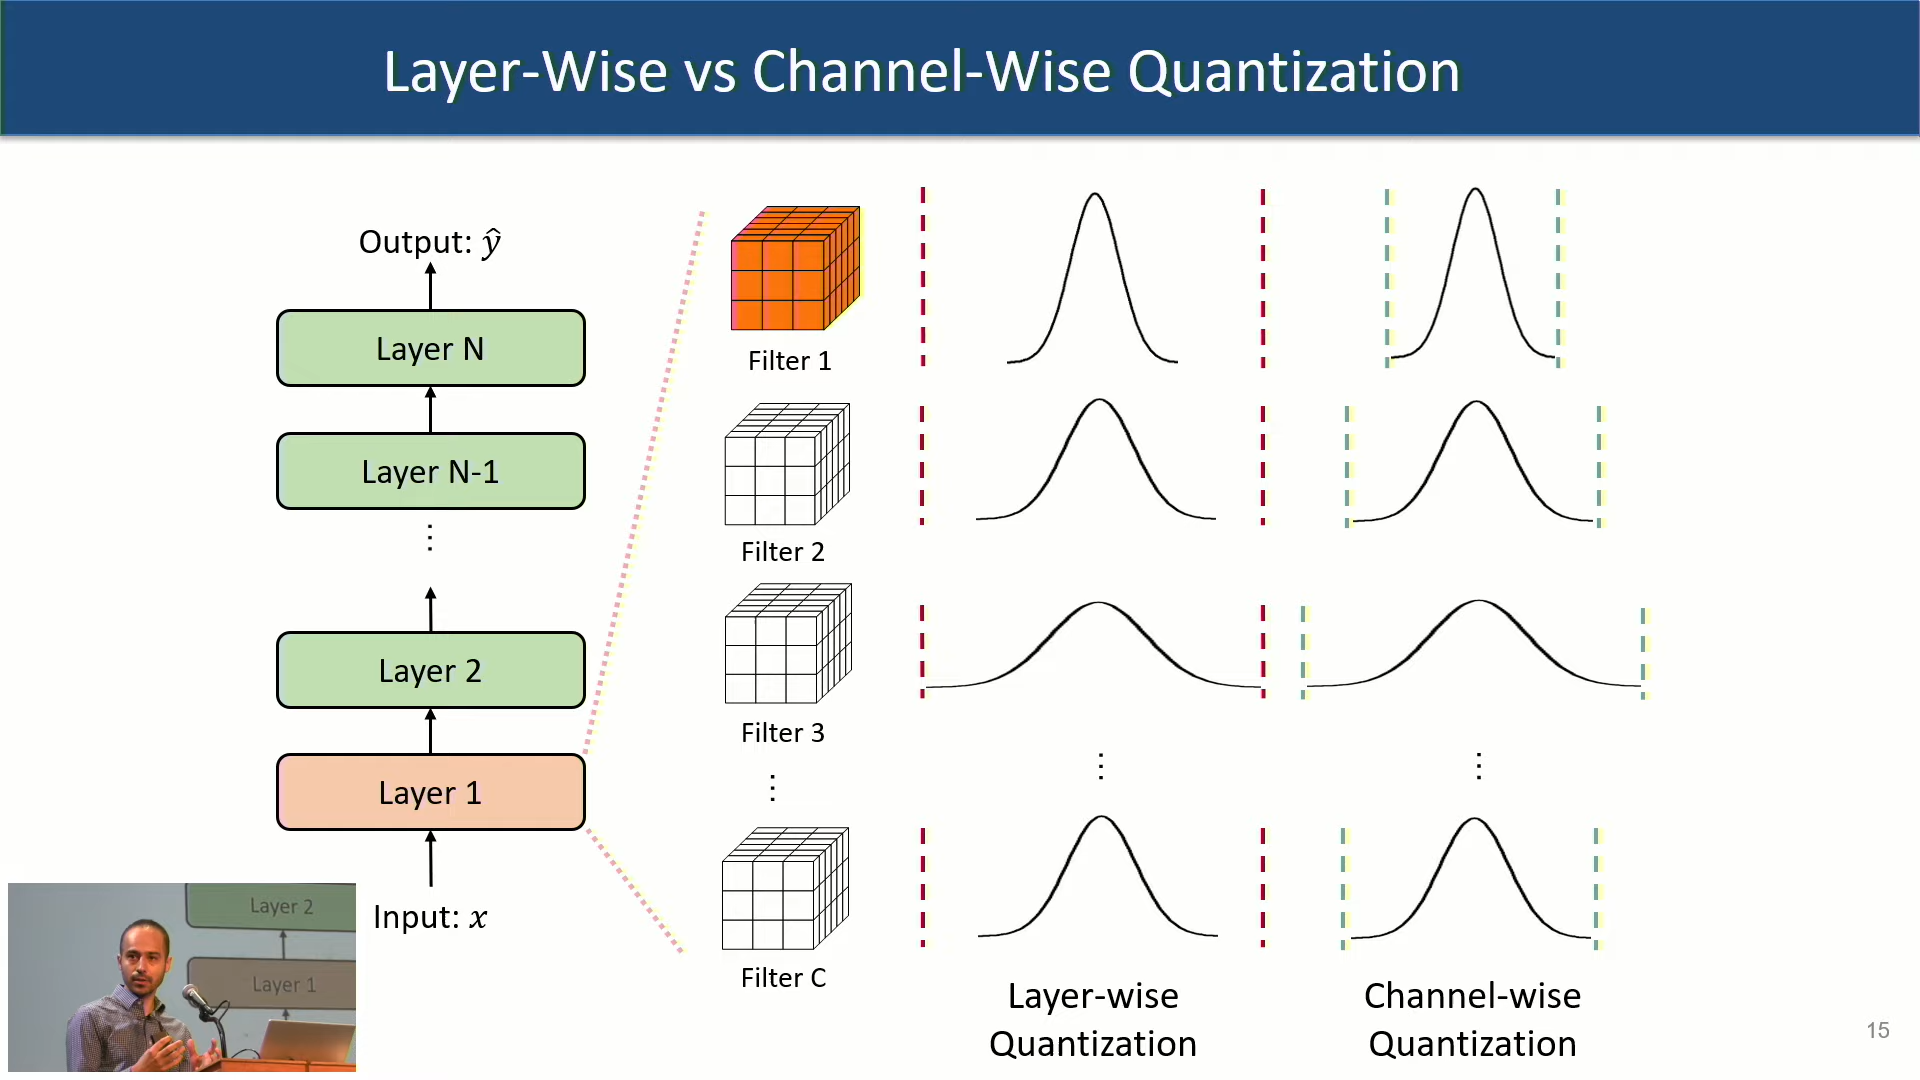 Layer-Wise vs Channel-Wise Quantization
Output: ŷ
Layer N
Layer N-1
⋮
Layer 2
Layer 1
Input: x
Filter 1
Filter 2
Filter 3
⋮
Filter C
⋮
Layer-wise
Quantization
⋮
Channel-wise
Quantization
Layer 2
Layer 1
15